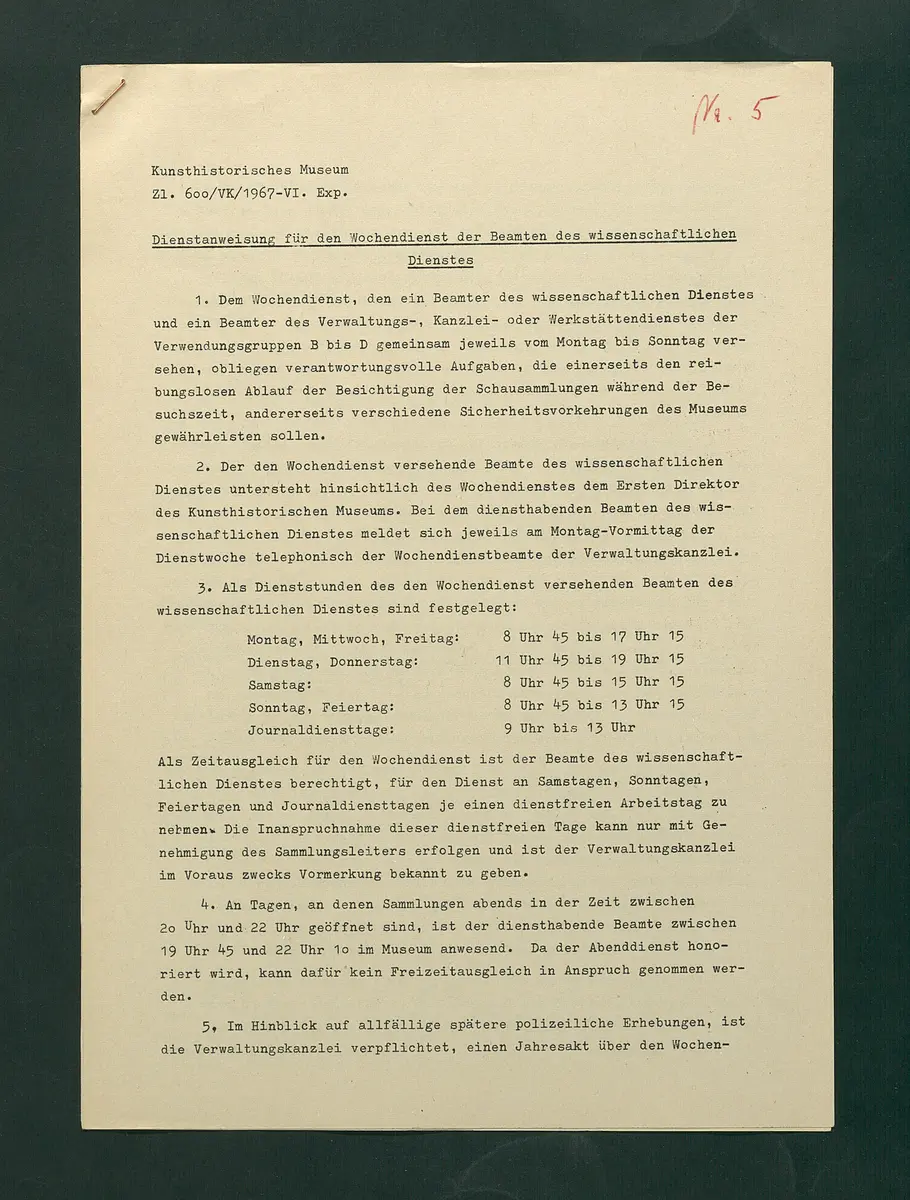 Nr. 5
Kunsthistorisches Museum
Zl. 600/VK/1967-VI. Exp.
Dienstanweisung für den Wochendienst der Beamten des wissenschaftlichen
Dienstes
1. Dem Wochendienst, den ein Beamter des wissenschaftlichen Dienstes
und ein Beamter des Verwaltungs-, Kanzlei- oder Werkstättendienstes der
Verwendungsgruppen B bis D gemeinsam jeweils vom Montag bis Sonntag ver-
sehen, obliegen verantwortungsvolle Aufgaben, die einerseits den rei-
bungslosen Ablauf der Besichtigung der Schausammlungen während der Be-
suchszeit, andererseits verschiedene Sicherheitsvorkehrungen des Museums
gewährleisten sollen.
2. Der den Wochendienst versehende Beamte des wissenschaftlichen
Dienstes untersteht hinsichtlich des Wochendienstes dem Ersten Direktor
des Kunsthistorischen Museums. Bei dem diensthabenden Beamten des wis-
senschaftlichen Dienstes meldet sich jeweils am Montag-Vormittag der
Dienstwoche telephonisch der Wochendienstbeamte der Verwaltungskanzlei.
3. Als Dienststunden des den Wochendienst versehenden Beamten des
wissenschaftlichen Dienstes sind festgelegt:
Montag, Mittwoch, Freitag: 8 Uhr 45 bis 17 Uhr 15
Dienstag, Donnerstag: 11 Uhr 45 bis 19 Uhr 15
Samstag: 8 Uhr 45 bis 15 Uhr 15
Sonntag, Feiertag: 8 Uhr 45 bis 13 Uhr 15
Journaldiensttage: 9 Uhr bis 13 Uhr
Als Zeitausgleich für den Wochendienst ist der Beamte des wissenschaft-
lichen Dienstes berechtigt, für den Dienst an Samstagen, Sonntagen,
Feiertagen und Journaldiensttagen je einen dienstfreien Arbeitstag zu
nehmen. Die Inanspruchnahme dieser dienstfreien Tage kann nur mit Ge-
nehmigung des Sammlungsleiters erfolgen und ist der Verwaltungskanzlei
im Voraus zwecks Vormerkung bekannt zu geben.
4. An Tagen, an denen Sammlungen abends in der Zeit zwischen
20 Uhr und 22 Uhr geöffnet sind, ist der diensthabende Beamte zwischen
19 Uhr 45 und 22 Uhr 10 im Museum anwesend. Da der Abenddienst hono-
riert wird, kann dafür kein Freizeitausgleich in Anspruch genommen wer-
den.
5, Im Hinblick auf allfällige spätere polizeiliche Erhebungen, ist
die Verwaltungskanzlei verpflichtet, einen Jahresakt über den Wochen-